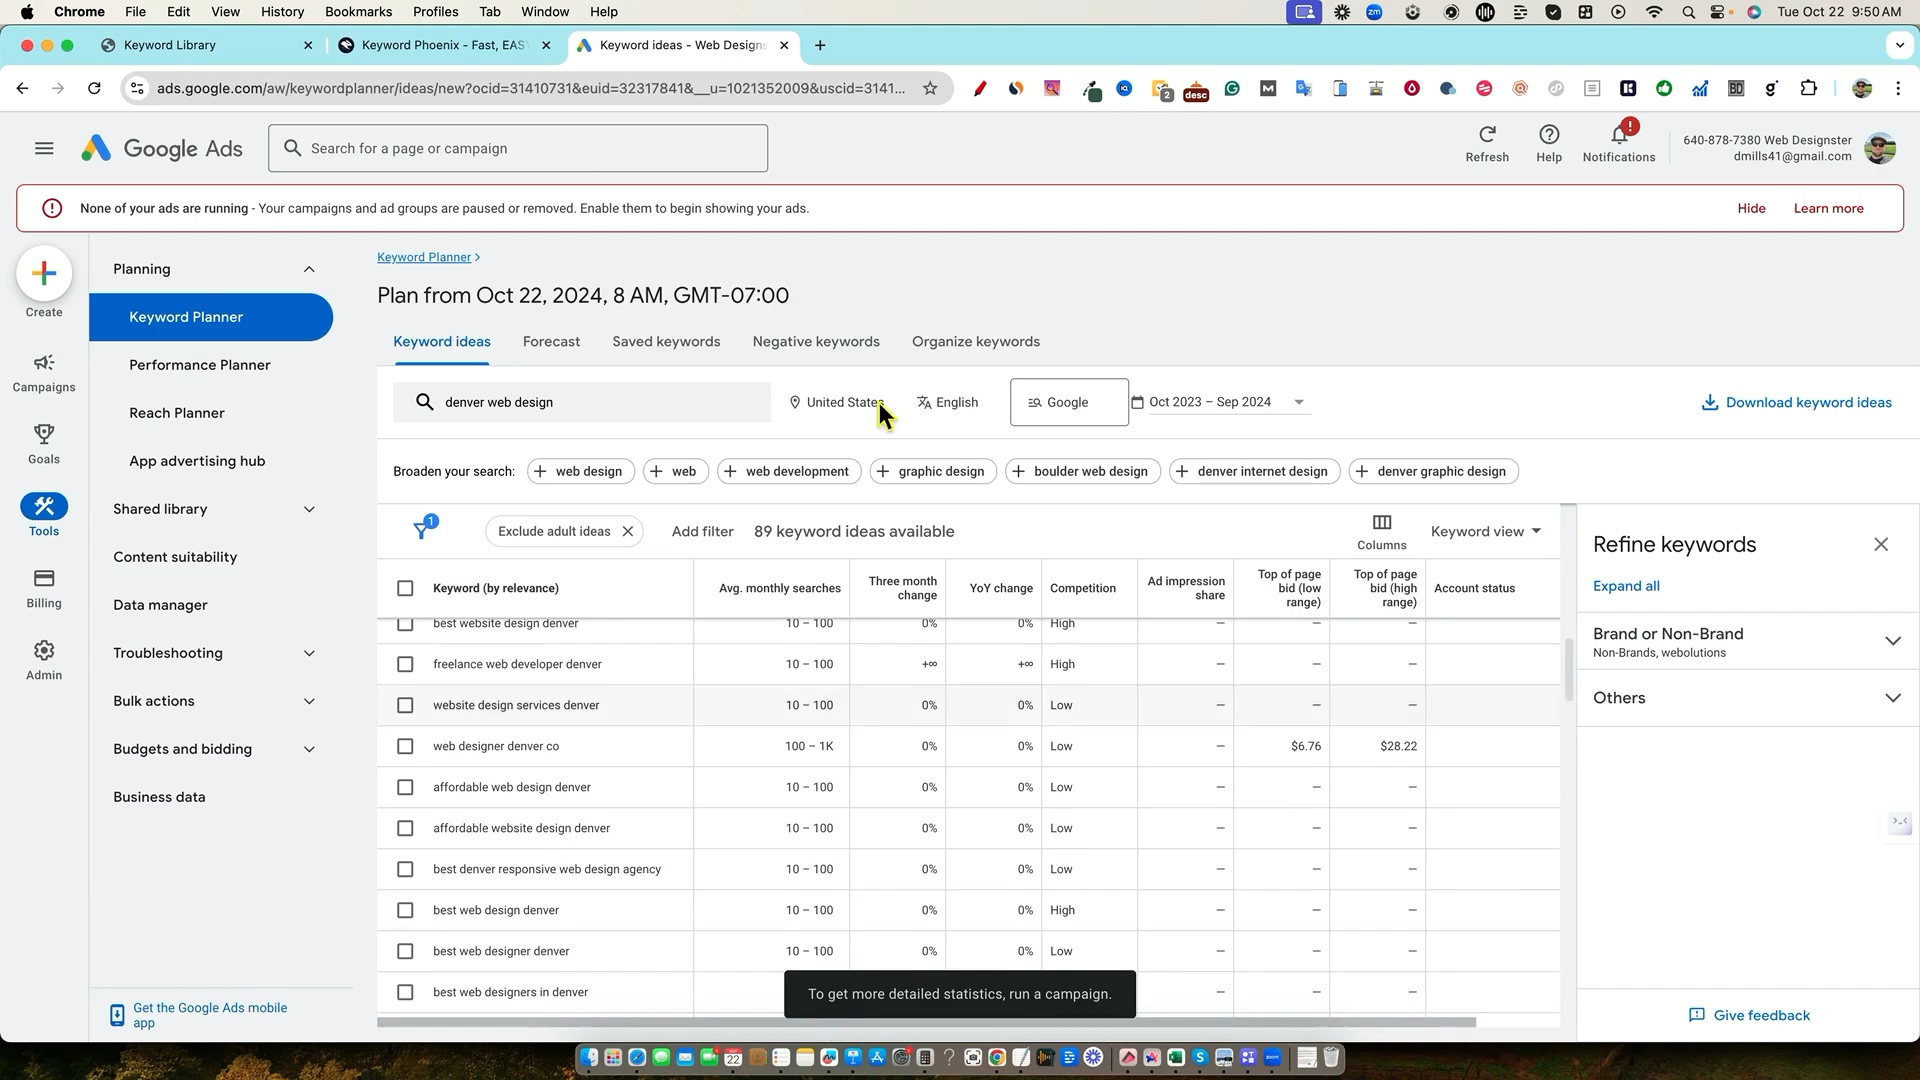 Chrome File Edit View History Bookmarks Profiles Tab Window Help
zm
Tue Oct 22 9:50 AM
Keyword Library
Keyword Phoenix - Fast, EAS
Keyword ideas - Web Design
ads.google.com/aw/keywordplanner/ideas/new?ocid=31410731&euid=32317841&__u=1021352009&uscid=3141...
2
desc
BD
Google Ads
Search for a page or campaign
Refresh
Help
Notifications
640-878-7380 Web Designster
dmills41@gmail.com
None of your ads are running - Your campaigns and ad groups are paused or removed. Enable them to begin showing your ads.
Hide
Learn more
Create
Campaigns
Goals
Tools
Billing
Admin
Planning
Keyword Planner
Performance Planner
Reach Planner
App advertising hub
Shared library
Content suitability
Data manager
Troubleshooting
Bulk actions
Budgets and bidding
Business data
Get the Google Ads mobile
app
Keyword Planner
Plan from Oct 22, 2024, 8 AM, GMT-07:00
Keyword ideas
Forecast
Saved keywords
Negative keywords
Organize keywords
denver web design
United States
English
Google
Oct 2023 – Sep 2024
Download keyword ideas
Broaden your search:
web design
web
web development
graphic design
boulder web design
denver internet design
denver graphic design
1
Exclude adult ideas
Add filter
89 keyword ideas available
Columns
Keyword view
Keyword (by relevance)
Avg. monthly searches
Three month
change
YoY change
Competition
Ad impression
share
Top of page
bid (low
range)
Top of page
bid (high
range)
Account status
best website design denver 10 – 100 0% 0% High – – –
freelance web developer denver 10 – 100 +∞ +∞ High – – –
website design services denver 10 – 100 0% 0% Low – – –
web designer denver co 100 – 1K 0% 0% Low – $6.76 $28.22
affordable web design denver 10 – 100 0% 0% Low – – –
affordable website design denver 10 – 100 0% 0% Low – – –
best denver responsive web design agency 10 – 100 0% 0% Low – – –
best web design denver 10 – 100 0% 0% High – – –
best web designer denver 10 – 100 0% 0% Low – – –
best web designers in denver – – –
To get more detailed statistics, run a campaign.
Refine keywords
Expand all
Brand or Non-Brand
Non-Brands, webolutions
Others
Give feedback
22
zoom